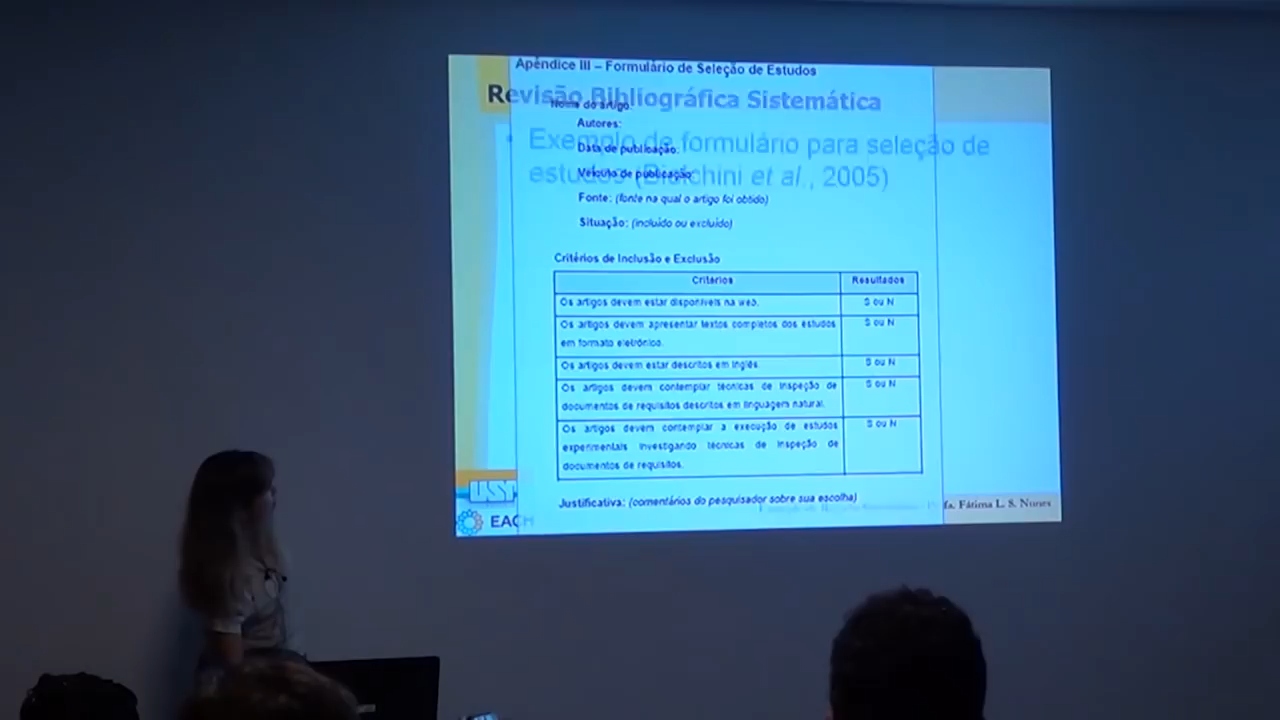 Apêndice III – Formulário de Seleção de Estudos
Revisão Bibliográfica Sistemática
Nome do artigo:
Autores:
Exemplo de formulário para seleção de
Data de publicação:
Veículo de publicação:
estudos (Bialchini et al., 2005)
Fonte: (fonte na qual o artigo foi obtido)
Situação: (incluído ou excluído)
Critérios de Inclusão e Exclusão
Critérios Resultados
Os artigos devem estar disponíveis na web. S ou N
Os artigos devem apresentar textos completos dos estudos S ou N
em formato eletrônico.
Os artigos devem estar descritos em Inglês. S ou N
Os artigos devem contemplar técnicas de inspeção de S ou N
documentos de requisitos descritos em linguagem natural.
Os artigos devem contemplar a execução de estudos S ou N
experimentais investigando técnicas de inspeção de
documentos de requisitos.
Justificativa: (comentários do pesquisador sobre sua escolha)
USP
EACH
fa. Fátima L. S. Nunes